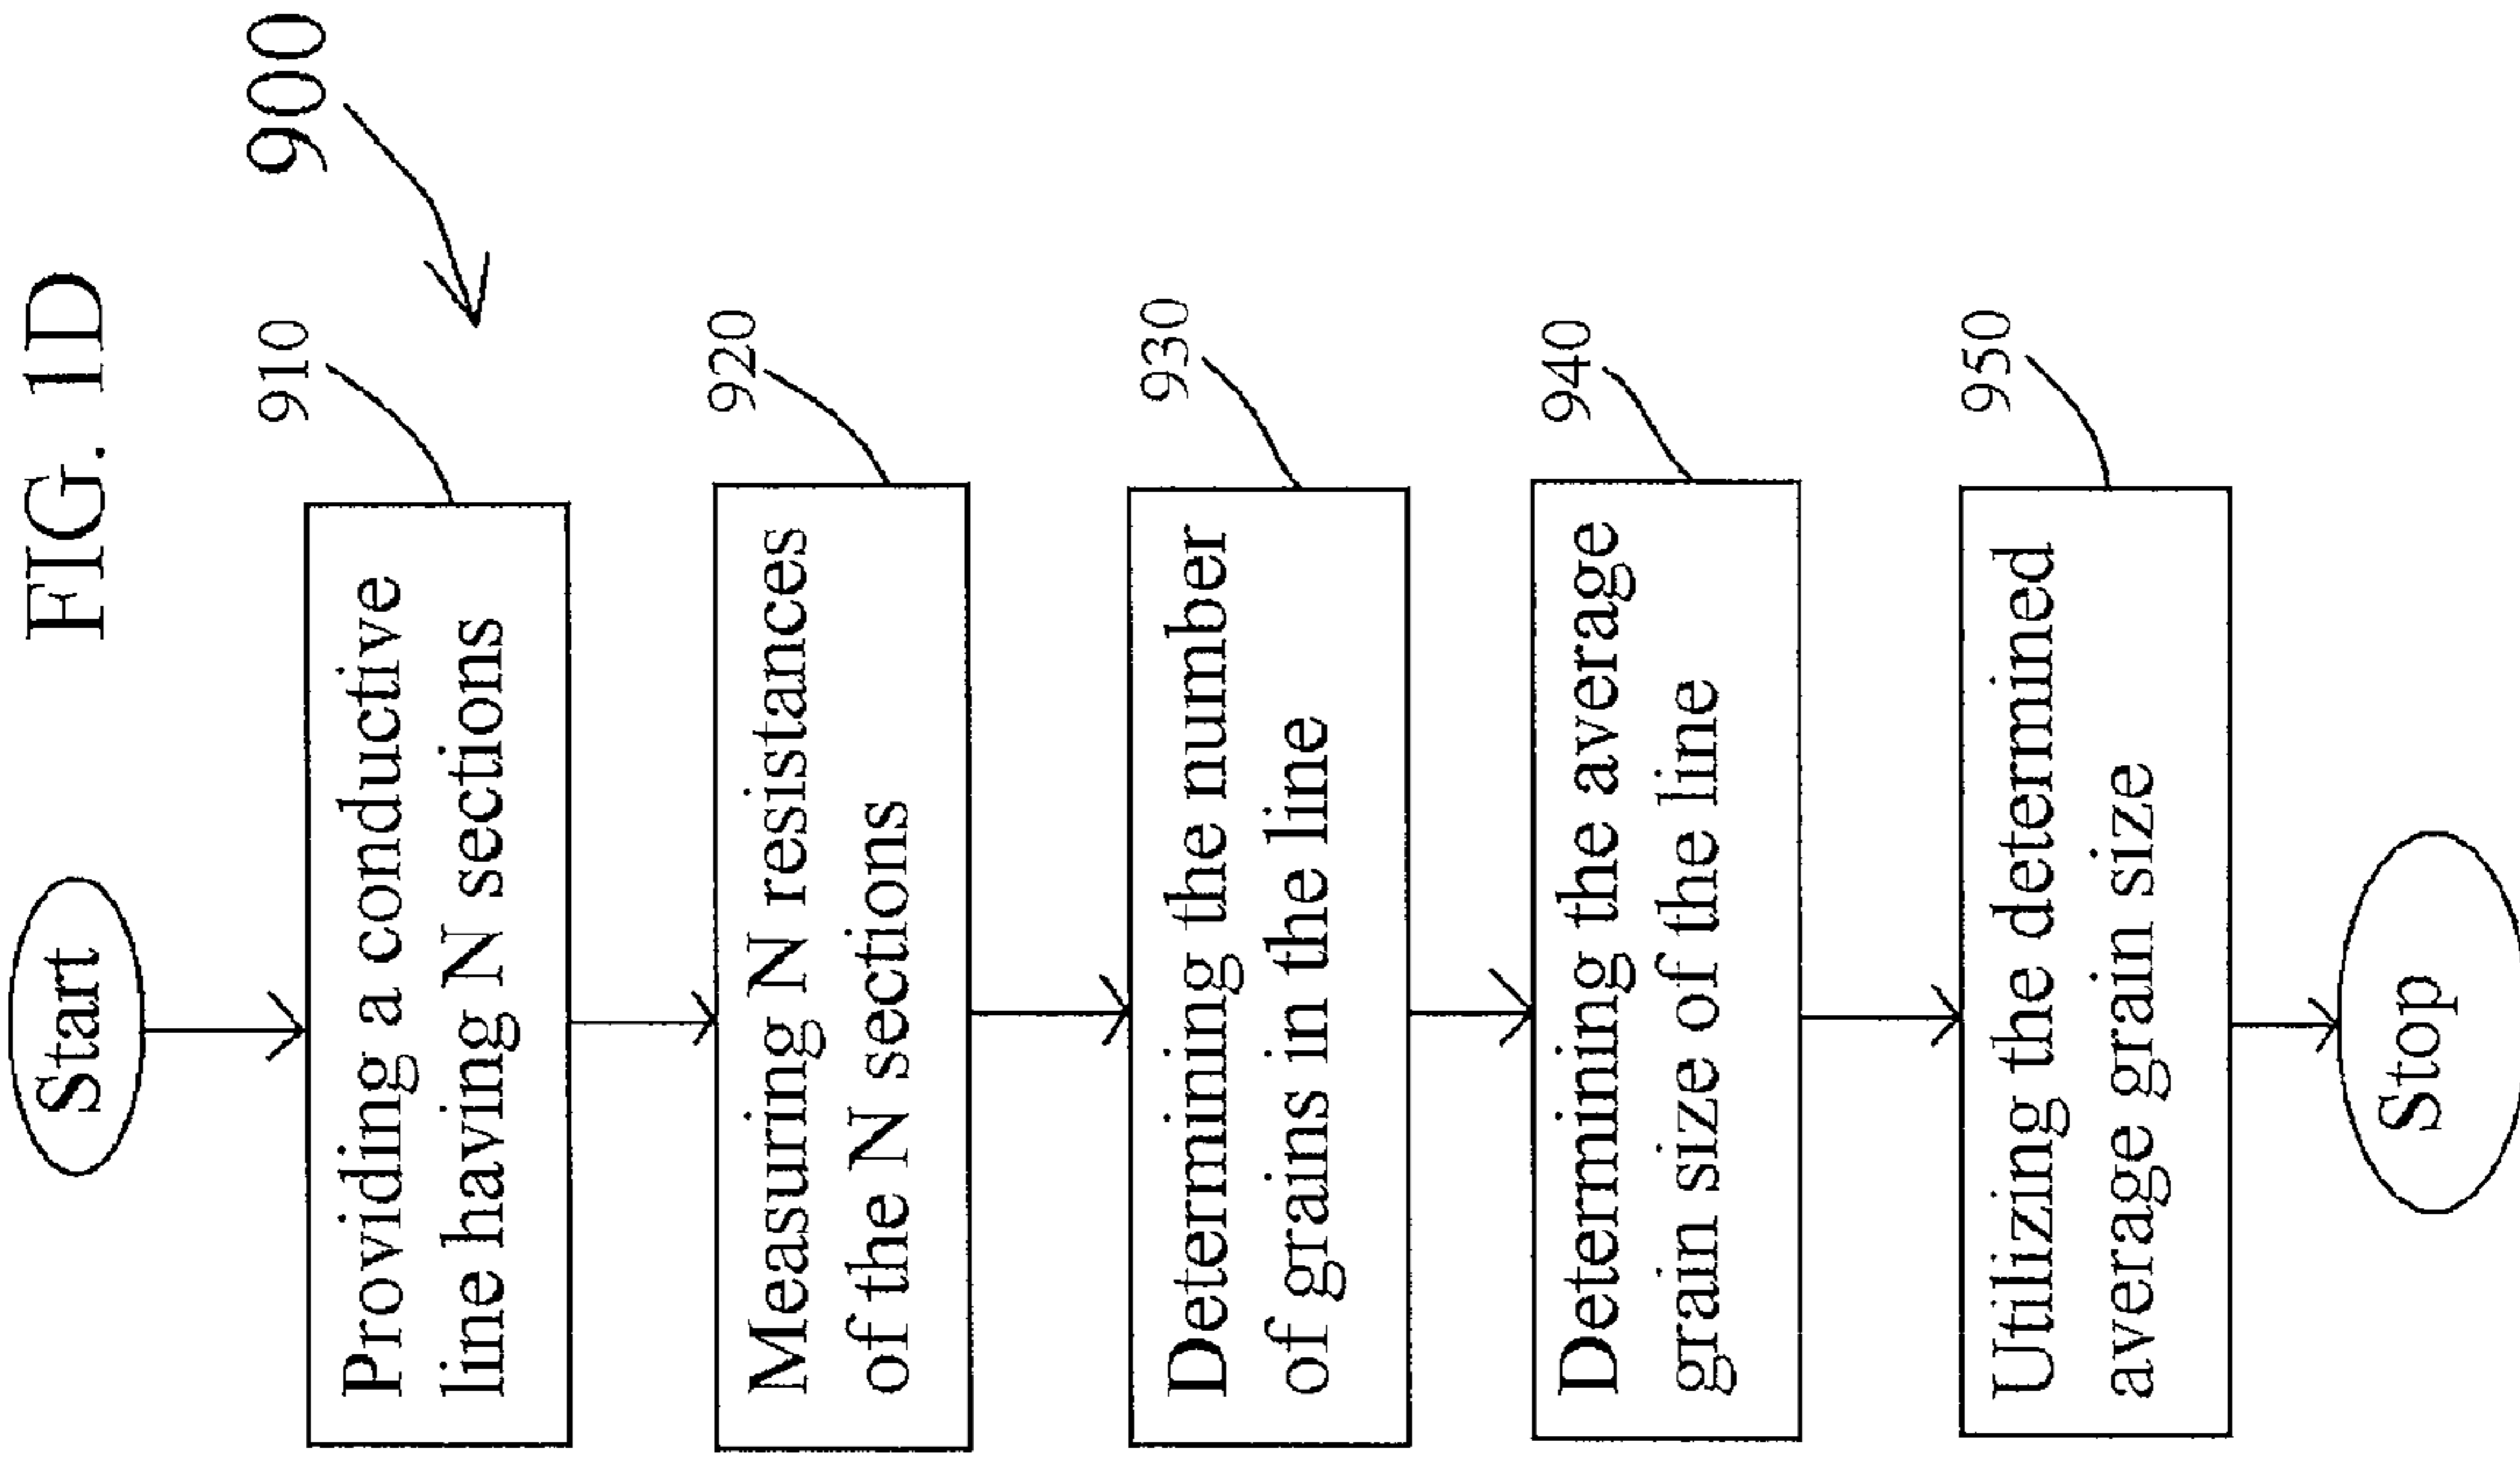 FIG. 1D
900
Start
910
Providing a conductive
line having N sections
920
Measuring N resistances
of the N sections
930
Determining the number
of grains in the line
940
Determining the average
grain size of the line
950
Utilizing the determined
average grain size
Stop